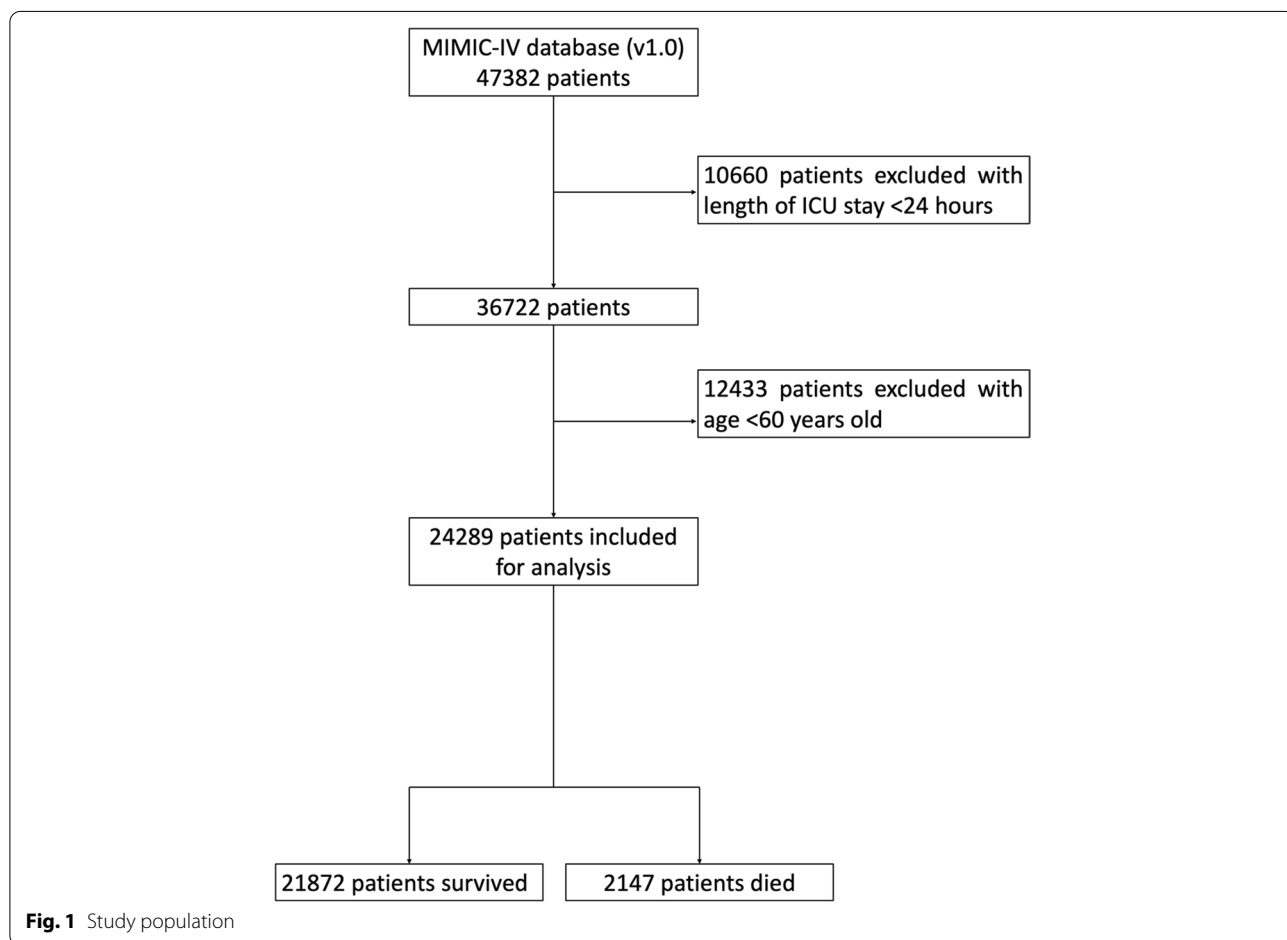 MIMIC-IV database (v1.0)
47382 patients
10660 patients excluded with
length of ICU stay <24 hours
36722 patients
12433 patients excluded with
age <60 years old
24289 patients included
for analysis
21872 patients survived
2147 patients died
Fig. 1 Study population